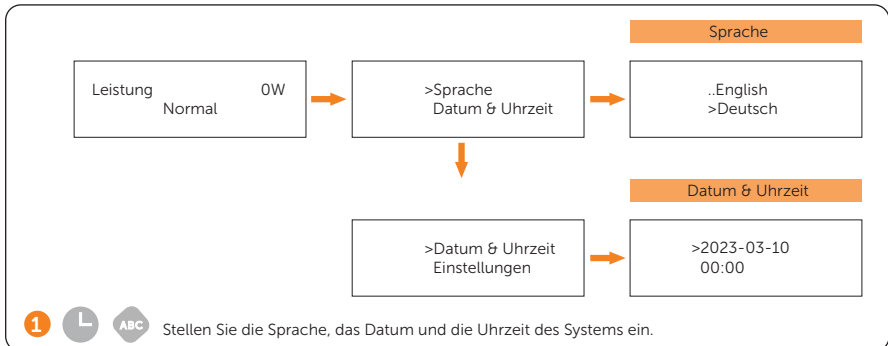 Sprache
Leistung 0W
Normal
>Sprache
Datum & Uhrzeit
..English
>Deutsch
Datum & Uhrzeit
>Datum & Uhrzeit
Einstellungen
>2023-03-10
00:00
1 ABC Stellen Sie die Sprache, das Datum und die Uhrzeit des Systems ein.